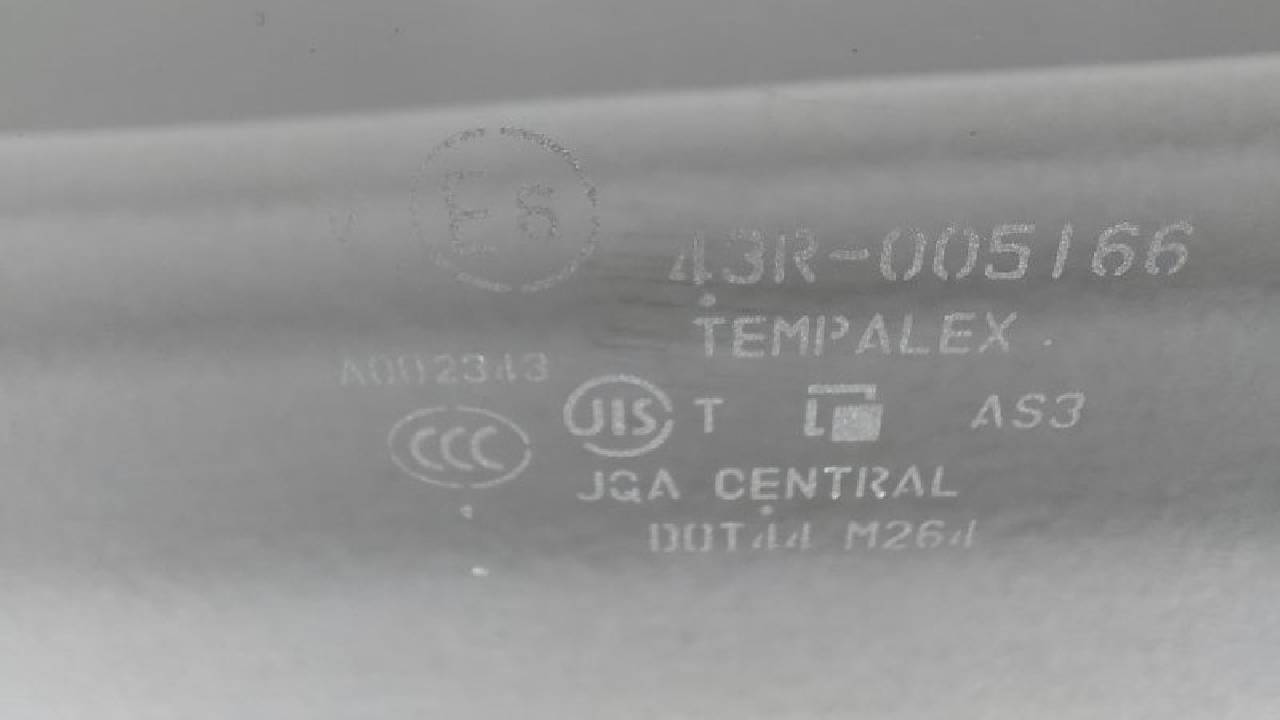 V E6
43R-005166
TEMPALEX
A002343
CCC JIS T AS3
JQA CENTRAL
DOT44 M264